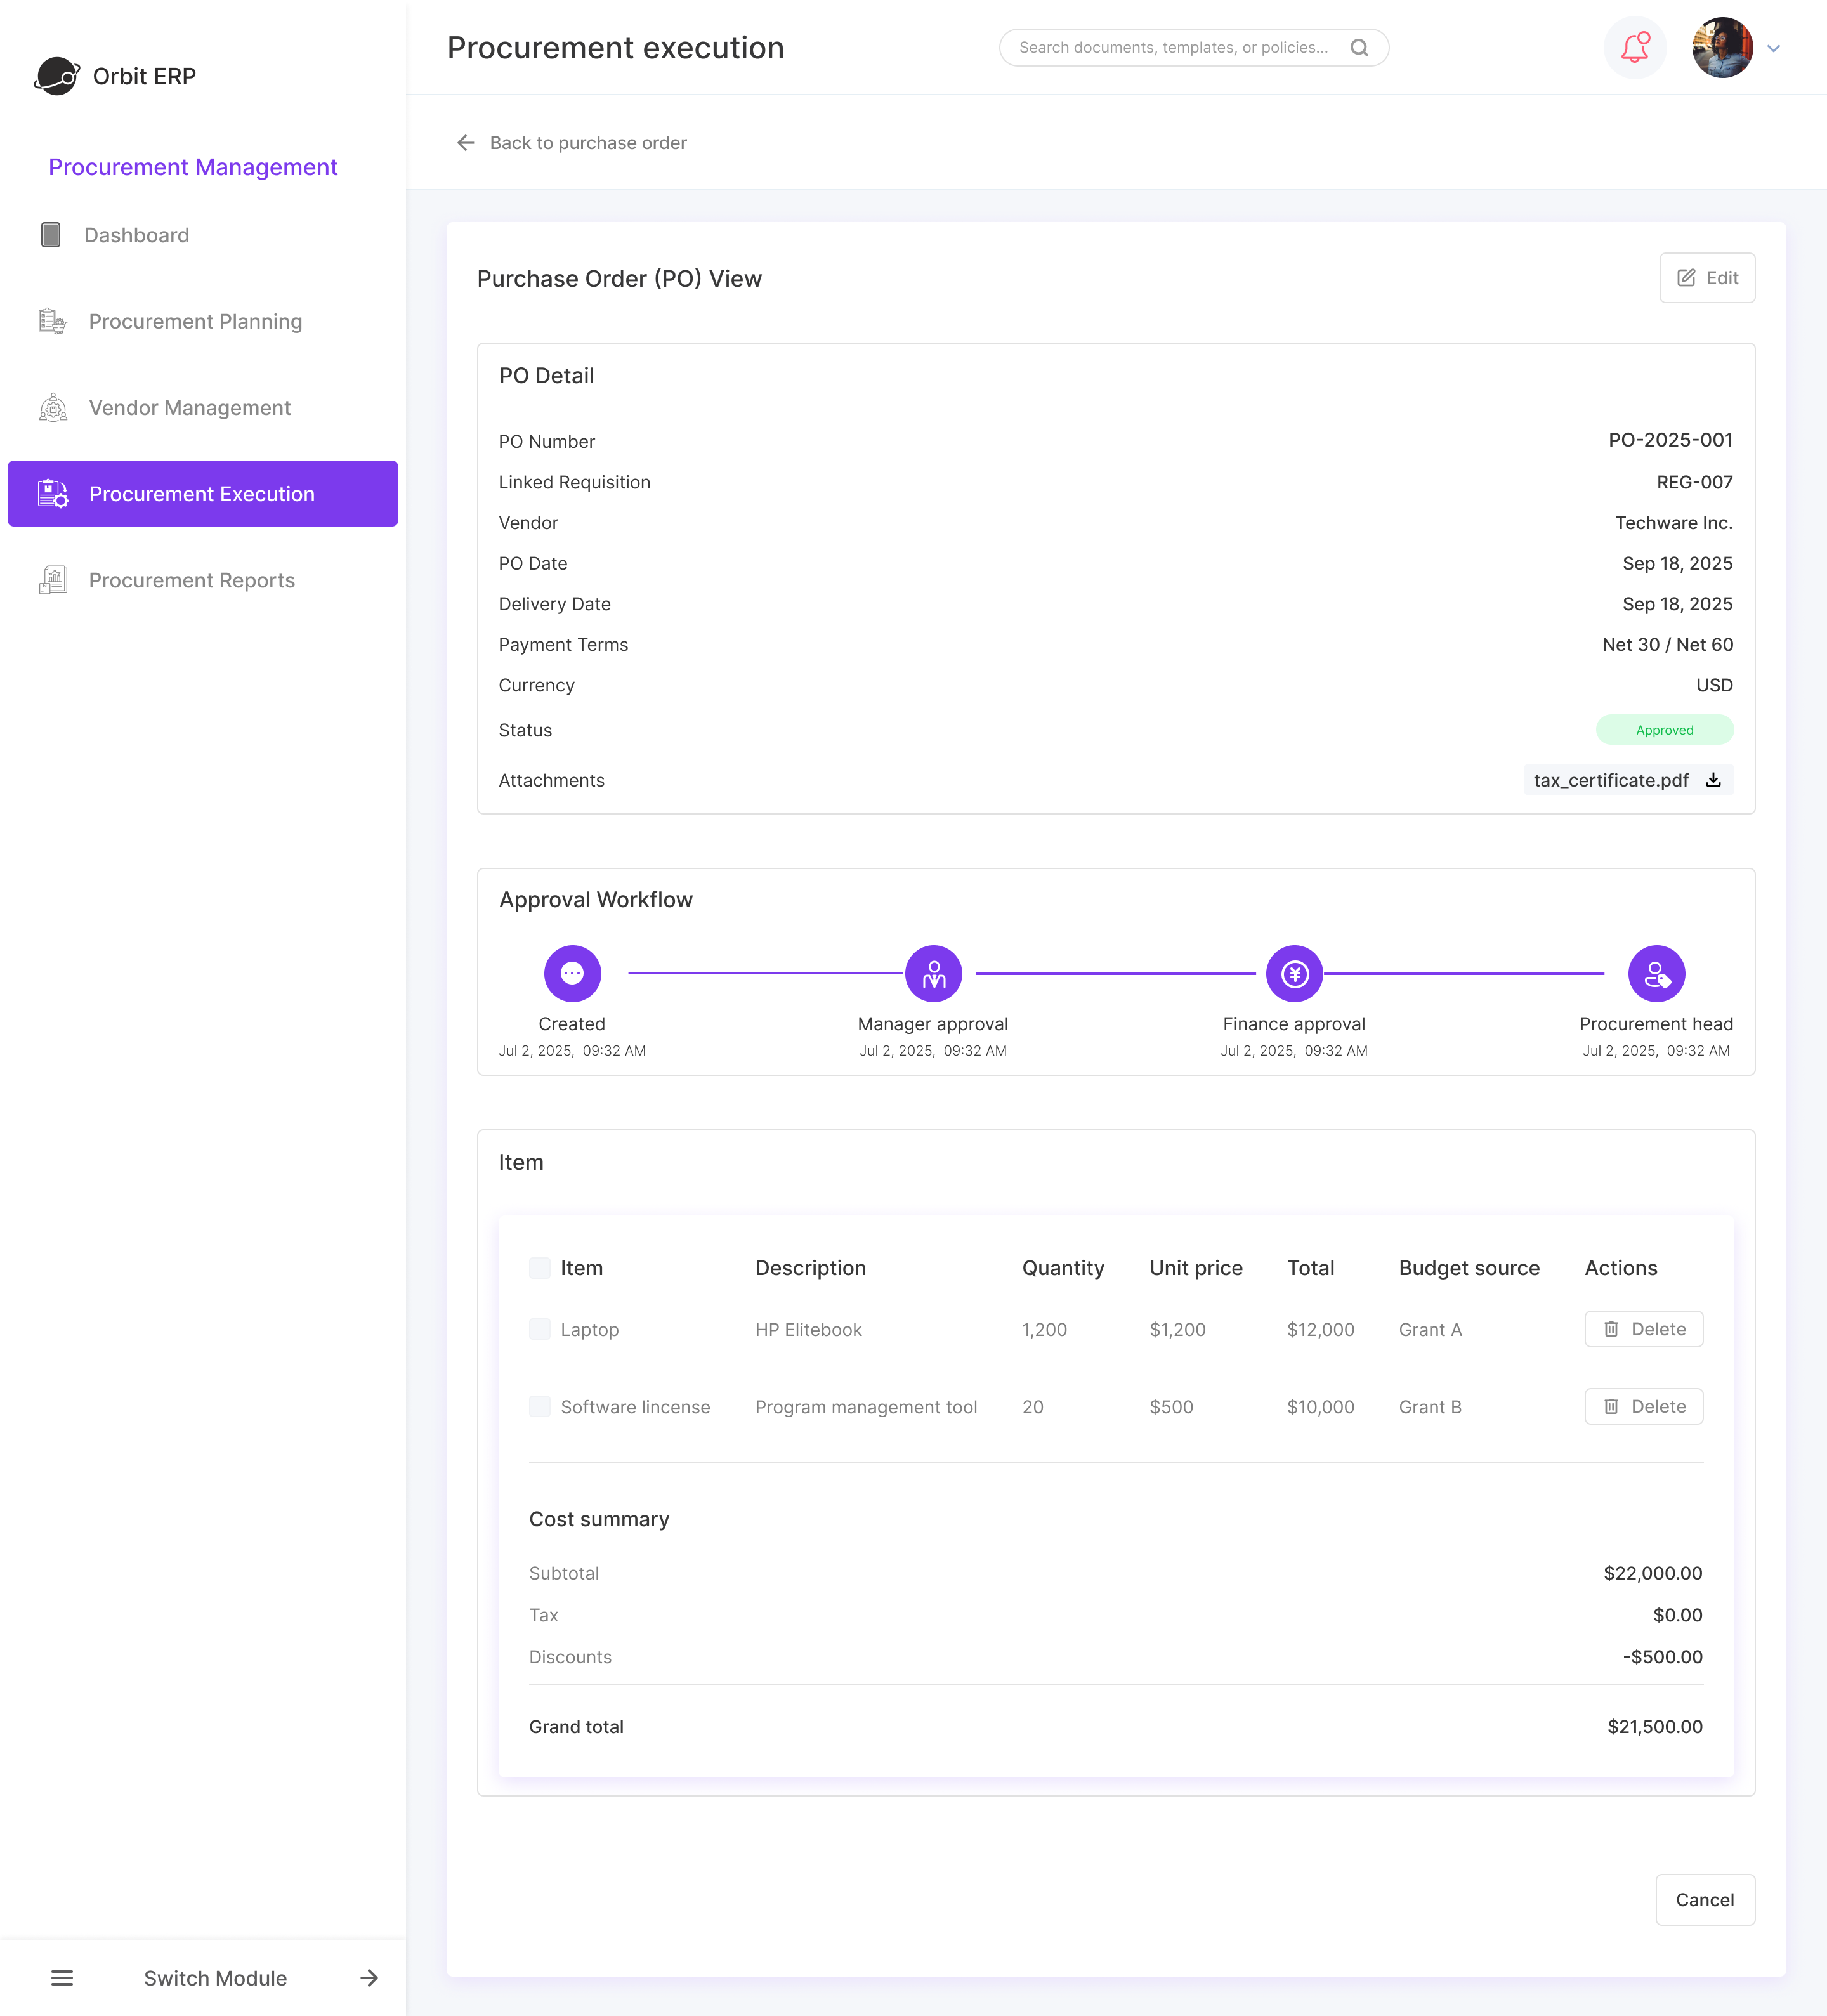 Orbit ERP
Procurement Management
Dashboard
Procurement Planning
Vendor Management
Procurement Execution
Procurement Reports
Switch Module
Procurement execution
Search documents, templates, or policies...
Back to purchase order
Purchase Order (PO) View
Edit
PO Detail
PO Number PO-2025-001
Linked Requisition REG-007
Vendor Techware Inc.
PO Date Sep 18, 2025
Delivery Date Sep 18, 2025
Payment Terms Net 30 / Net 60
Currency USD
Status Approved
Attachments tax_certificate.pdf
Approval Workflow
Created Manager approval Finance approval Procurement head
Jul 2, 2025, 09:32 AM Jul 2, 2025, 09:32 AM Jul 2, 2025, 09:32 AM Jul 2, 2025, 09:32 AM
Item
Item Description Quantity Unit price Total Budget source Actions
Laptop HP Elitebook 1,200 $1,200 $12,000 Grant A Delete
Software lincense Program management tool 20 $500 $10,000 Grant B Delete
Cost summary
Subtotal $22,000.00
Tax $0.00
Discounts -$500.00
Grand total $21,500.00
Cancel